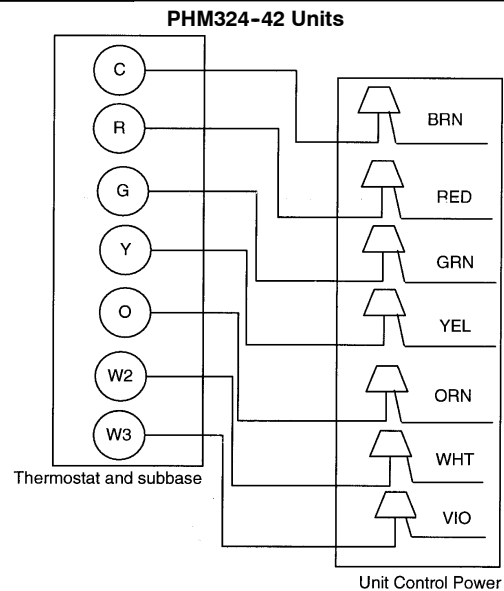 PHM324-42 Units
C
BRN
R
RED
G
GRN
Y
YEL
O
ORN
W2
WHT
W3
VIO
Thermostat and subbase
Unit Control Power